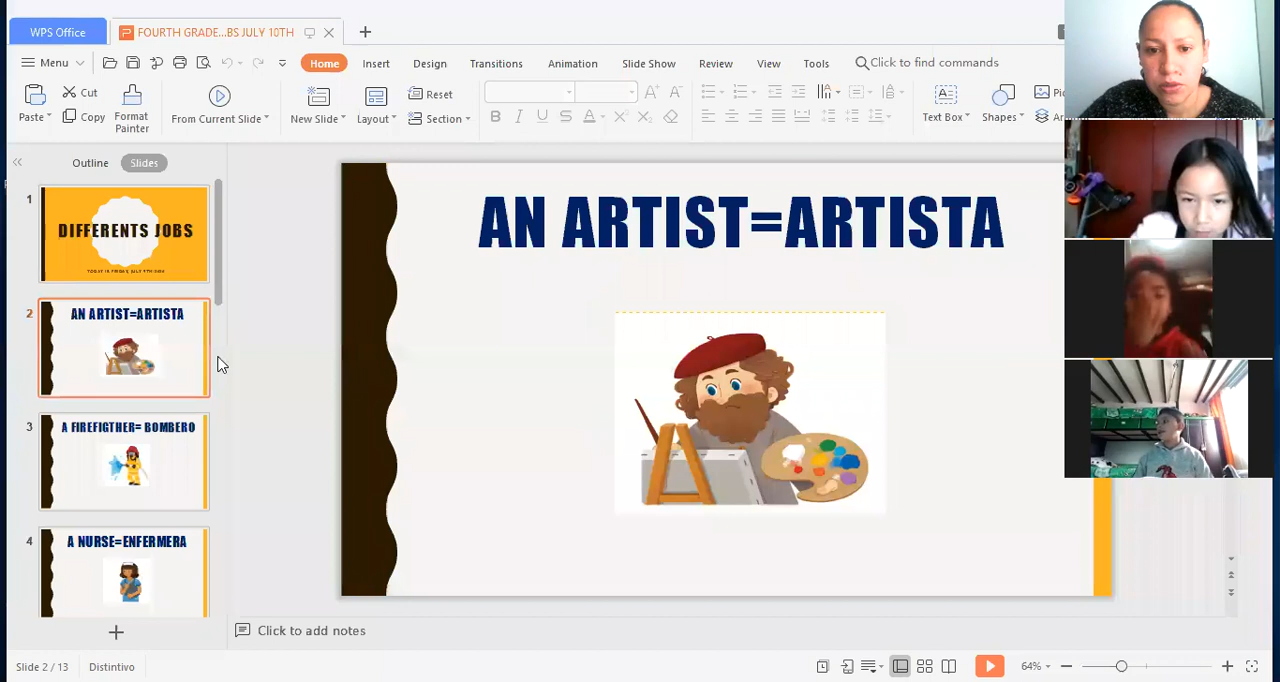 WPS Office
FOURTH GRADE...BS JULY 10TH
Menu
Home
Insert
Design
Transitions
Animation
Slide Show
Review
View
Tools
Click to find commands
Paste
Cut
Copy
Format
Painter
From Current Slide
New Slide
Layout
Reset
Section
Text Box
Shapes
Outline
Slides
1
DIFFERENTS JOBS
2
AN ARTIST=ARTISTA
3
A FIREFIGTHER= BOMBERO
4
A NURSE=ENFERMERA
AN ARTIST=ARTISTA
Click to add notes
Slide 2 / 13
Distintivo
64%